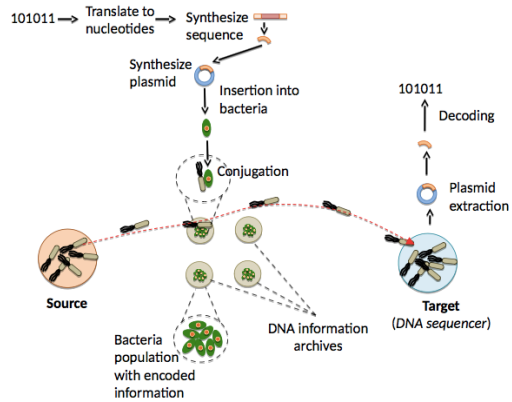 101011
Translate to
nucleotides
Synthesize
sequence
Synthesize
plasmid
Insertion into
bacteria
Conjugation
101011
Decoding
Plasmid
extraction
Source
Target
(DNA sequencer)
DNA information
archives
Bacteria
population
with encoded
information